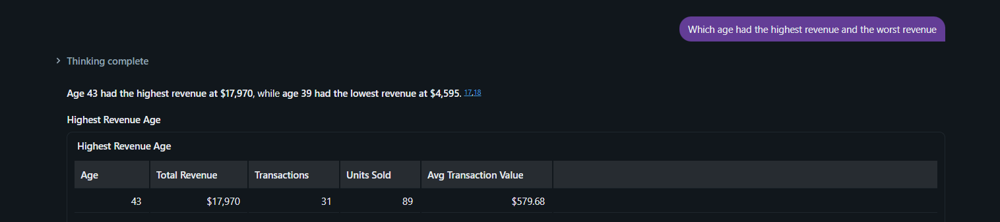 Which age had the highest revenue and the worst revenue
Thinking complete
Age 43 had the highest revenue at $17,970, while age 39 had the lowest revenue at $4,595. 17,18
Highest Revenue Age
Highest Revenue Age
Age Total Revenue Transactions Units Sold Avg Transaction Value
43 $17,970 31 89 $579.68